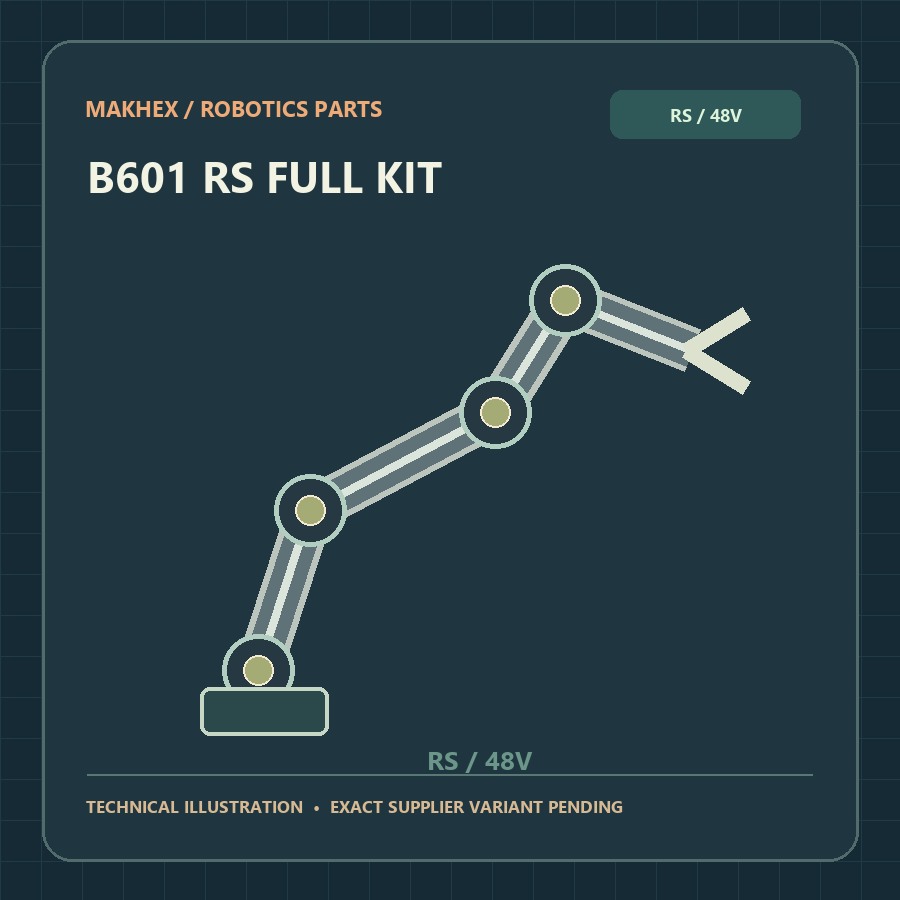 MAKHEX / ROBOTICS PARTS
RS / 48V
B601 RS FULL KIT
RS / 48V
TECHNICAL ILLUSTRATION • EXACT SUPPLIER VARIANT PENDING